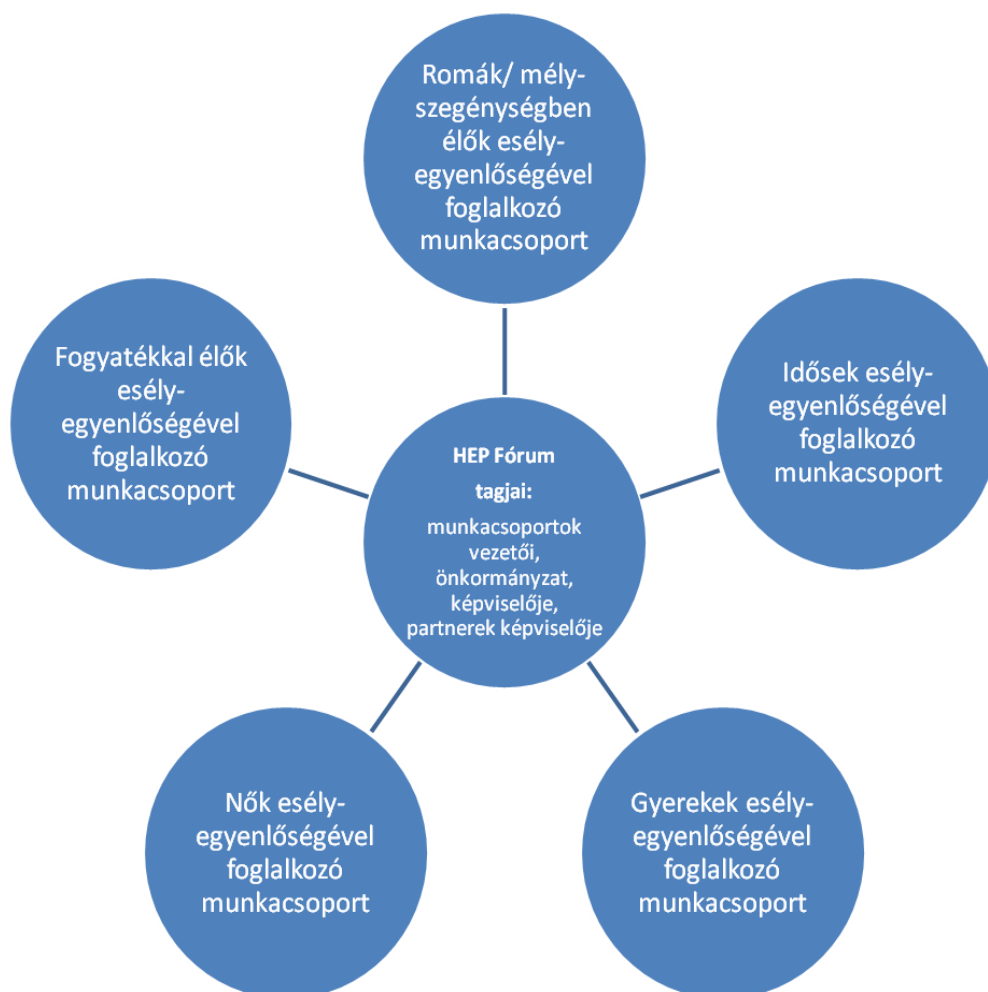 Romák/ mély-
szegénységben
élők esély-
egyenlőségével
foglalkozó
munkacsoport
Fogyatékkal élők
esély-
egyenlőségével
foglalkozó
munkacsoport
Idősek esély-
egyenlőségével
foglalkozó
munkacsoport
HEP Fórum
tagjai:
munkacsoportok
vezetői,
önkormányzat,
képviselője,
partnerek képviselője
Nők esély-
egyenlőségével
foglalkozó
munkacsoport
Gyerekek esély-
egyenlőségével
foglalkozó
munkacsoport